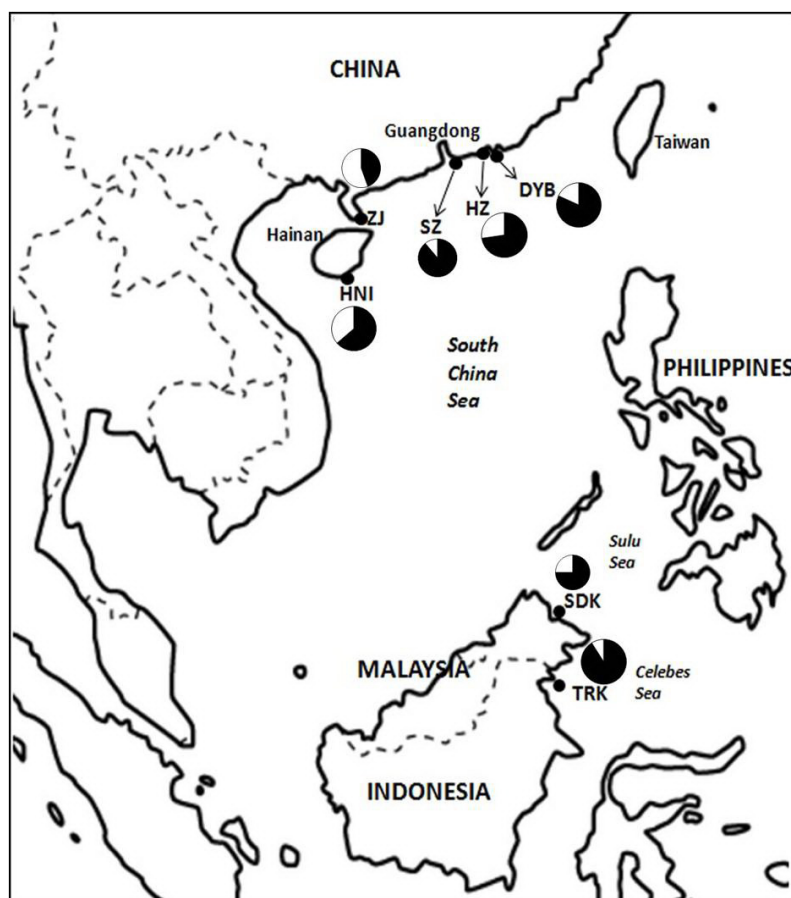 CHINA
Guangdong
Taiwan
DYB
HZ
SZ
ZJ
Hainan
HNI
South
China
Sea
PHILIPPINES
Sulu
Sea
SDK
MALAYSIA
Celbes
Sea
TRK
INDONESIA